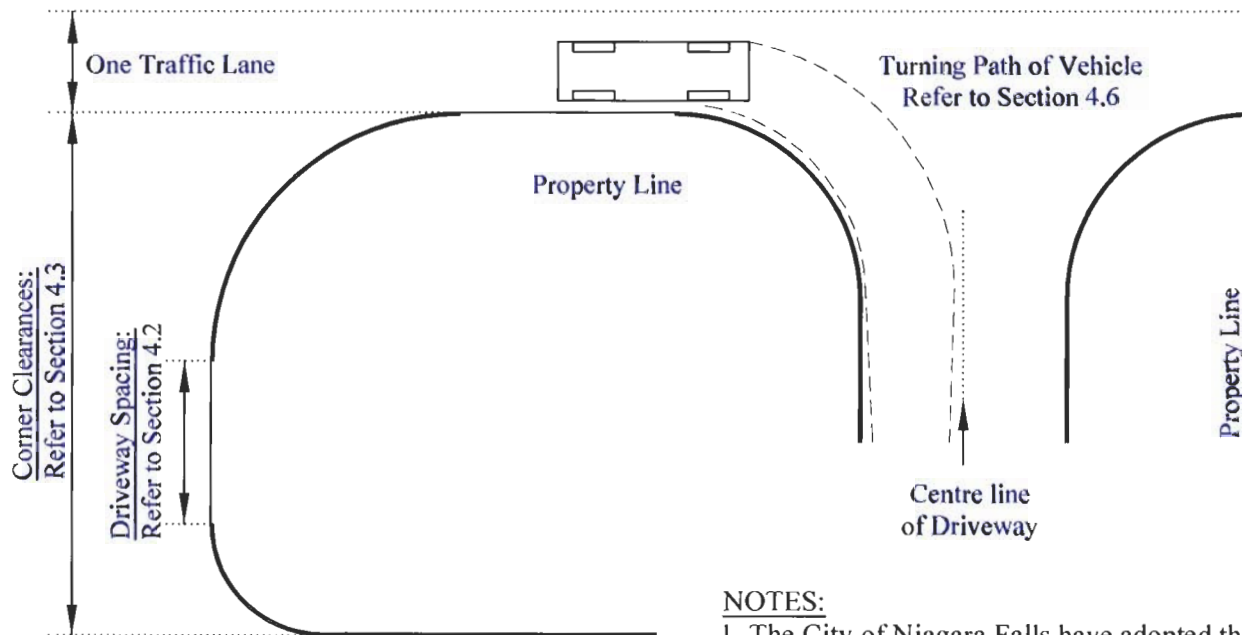 One Traffic Lane
Turning Path of Vehicle
Refer to Section 4.6
Property Line
Corner Clearances:
Refer to Section 4.3
Driveway Spacing:
Refer to Section 4.2
Property Line
Centre line
of Driveway
NOTES:
1. The City of Niagara Falls have adopted th